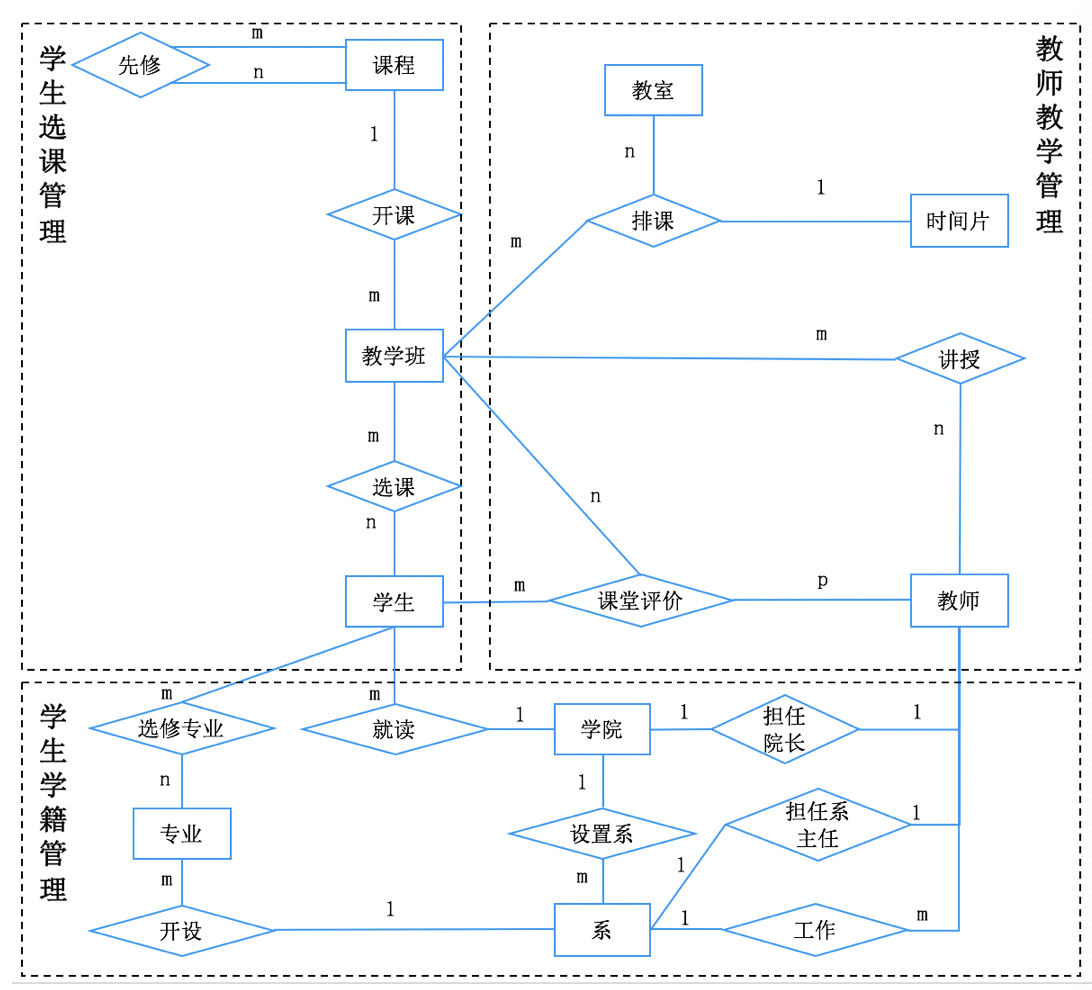 学生选课管理
先修
m
n
课程
1
开课
m
教学班
m
选课
n
学生
教师教学管理
教室
n
排课
1
时间片
m
m
讲授
n
n
m
课堂评价
p
教师
学生学籍管理
m
选修专业
n
专业
m
开设
1
m
就读
1
学院
1
担任
院长
1
1
设置系
m
系
1
担任系
主任
1
1
工作
m